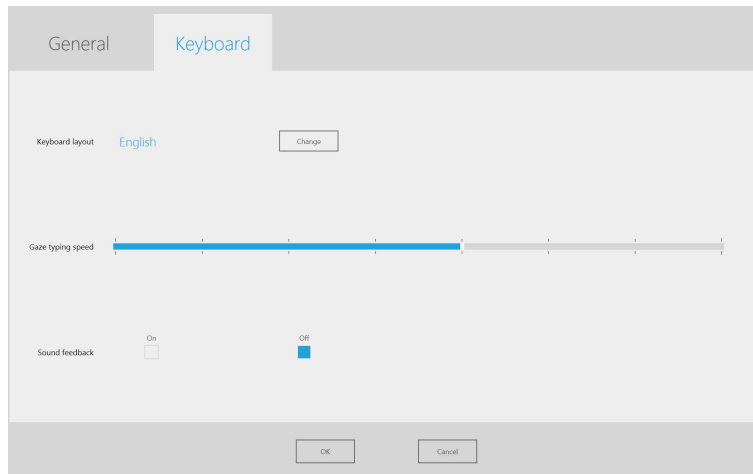 General
Keyboard
Keyboard layout
English
Change
Gaze typing speed
Sound feedback
On
Off
OK
Cancel